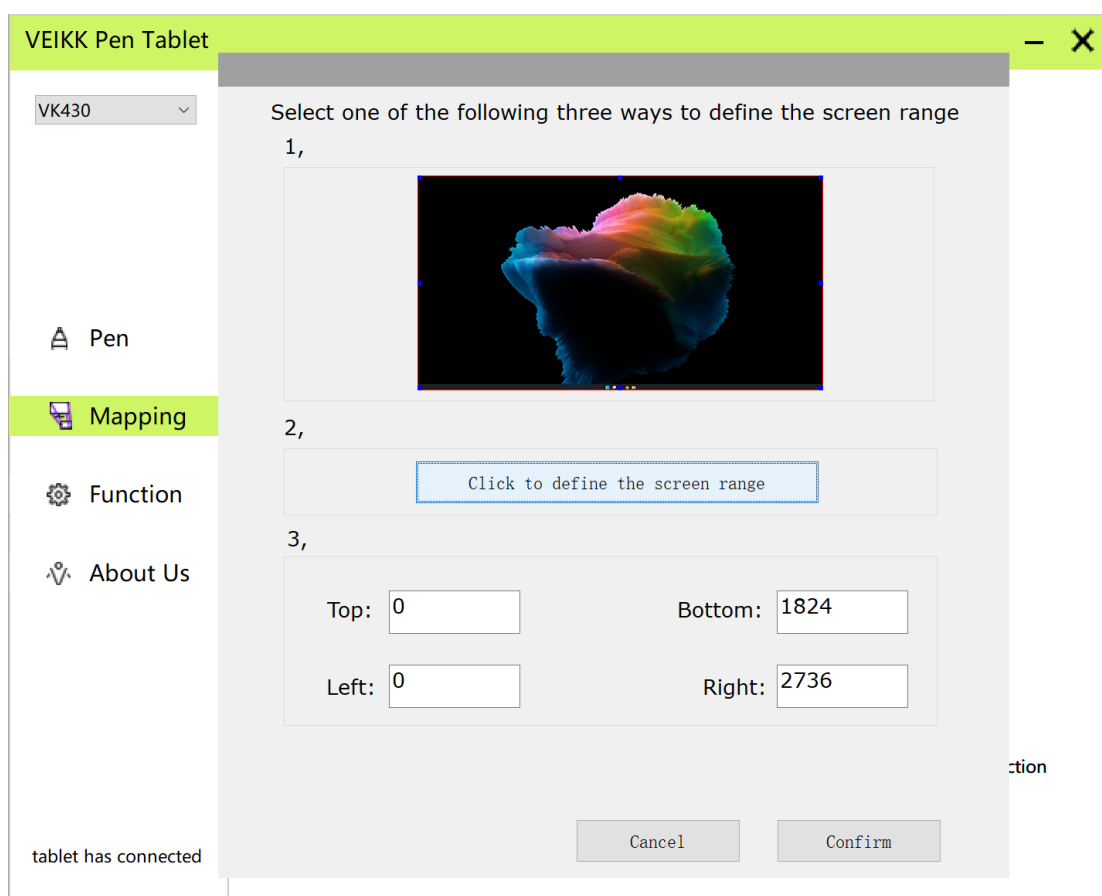 VEIKK Pen Tablet
VK430
Select one of the following three ways to define the screen range
1,
Pen
Mapping
2,
Click to define the screen range
Function
3,
About Us
Top: 0
Bottom: 1824
Left: 0
Right: 2736
ction
Cancel
Confirm
tablet has connected